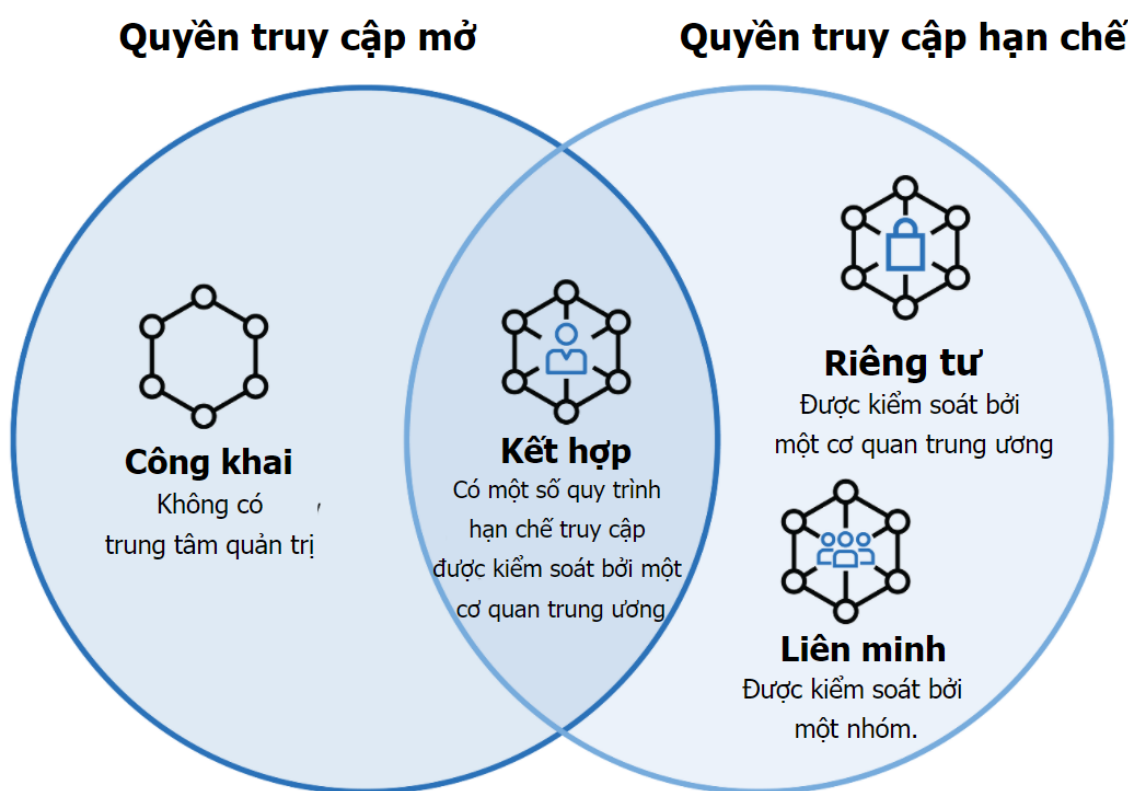 Quyền truy cập mở
Quyền truy cập hạn chế
Công khai
Không có
trung tâm quản trị
Kết hợp
Có một số quy trình
hạn chế truy cập
được kiểm soát bởi một
cơ quan trung ương
Riêng tư
Được kiểm soát bởi
một cơ quan trung ương
Liên minh
Được kiểm soát bởi
một nhóm.